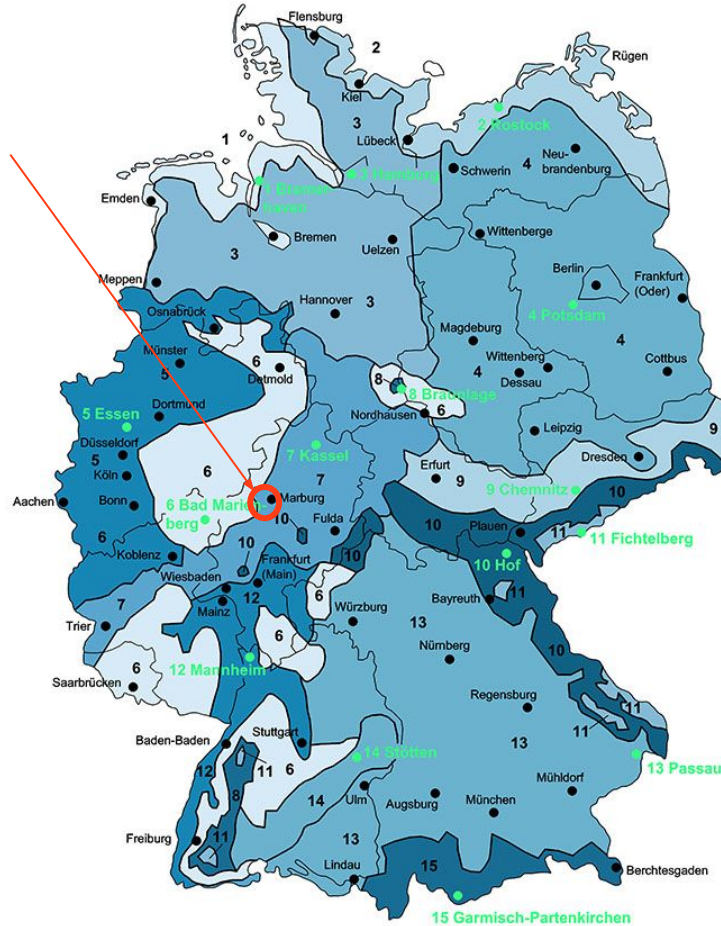 Flensburg
2
Rügen
Kiel
3
2 Rostock
Lübeck
1
Neu-
brandenburg
4
Schwerin
Emden
Bremen
Wittenberge
Uelzen
3
Berlin
Frankfurt
(Oder)
Meppen
Hannover
3
4 Potsdam
Osnabrück
Magdeburg
4
Münster
6
Wittenberg
5
Detmold
8
4
Dessau
Cottbus
8 Braunlage
Dortmund
Nordhausen
6
5 Essen
Leipzig
9
Düsseldorf
7 Kassel
Dresden
5
Köln
6
7
Erfurt
9
Aachen
Bonn
Marburg
9 Chemnitz
10
6 Bad Marien-
berg
10
Fulda
Plauen
11
11 Fichtelberg
6
Koblenz
10
10
10 Hof
Frankfurt
(Main)
Wiesbaden
12
6
Bayreuth
11
Mainz
7
Würzburg
13
Trier
6
Nürnberg
10
6
12 Mannheim
Saarbrücken
Regensburg
11
11
Baden-Baden
Stuttgart
13
11
6
14 Stötten
13 Passau
12
8
14
Ulm
Augsburg
Mühldorf
München
Freiburg
11
13
Lindau
15
Berchtesgaden
15 Garmisch-Partenkirchen